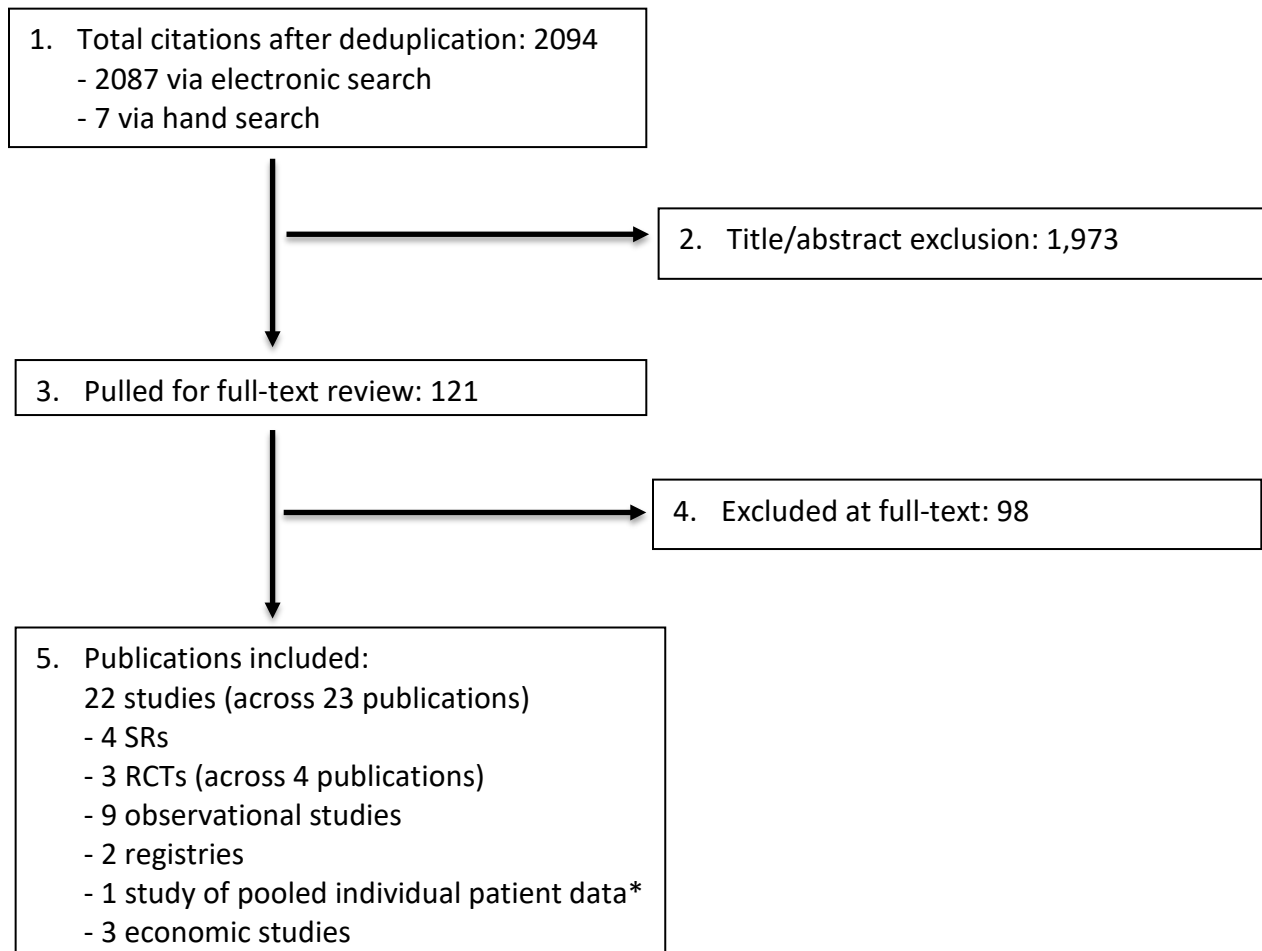 1. Total citations after deduplication: 2094
- 2087 via electronic search
- 7 via hand search
2. Title/abstract exclusion: 1,973
3. Pulled for full-text review: 121
4. Excluded at full-text: 98
5. Publications included:
22 studies (across 23 publications)
- 4 SRs
- 3 RCTs (across 4 publications)
- 9 observational studies
- 2 registries
- 1 study of pooled individual patient data*
- 3 economic studies